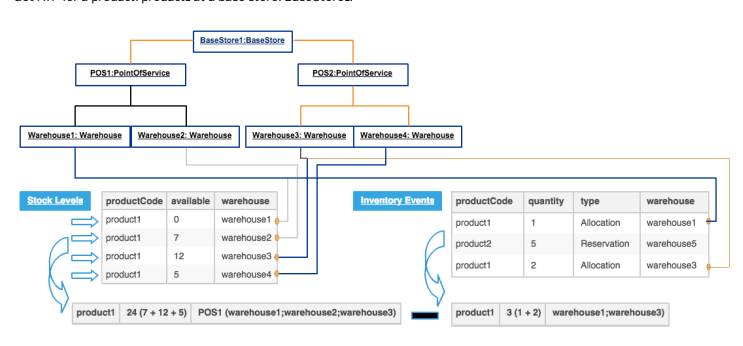 BaseStore1:BaseStore
POS1:PointOfService
POS2:PointOfService
Warehouse1: Warehouse
Warehouse2: Warehouse
Warehouse3: Warehouse
Warehouse4: Warehouse
Stock Levels
productCode available warehouse
product1 0 warehouse1
product1 7 warehouse2
product1 12 warehouse3
product1 5 warehouse4
Inventory Events
productCode quantity type warehouse
product1 1 Allocation warehouse1
product2 5 Reservation warehouse5
product1 2 Allocation warehouse3
product1 24 (7 + 12 + 5) POS1 (warehouse1;warehouse2;warehouse3)
product1 3 (1 + 2) warehouse1;warehouse3)